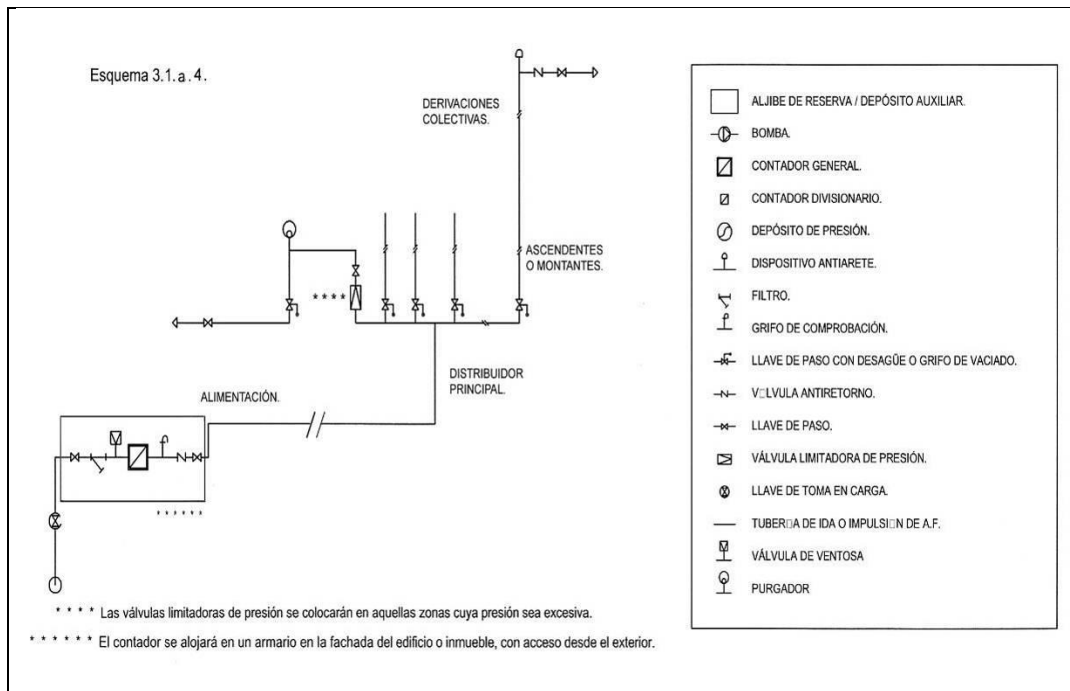 Esquema 3.1.a.4.
DERIVACIONES
COLECTIVAS.
ASCENDENTES
O MONTANTES.
* * * *
DISTRIBUIDOR
PRINCIPAL.
ALIMENTACIÓN.
* * * * * *
* * * * Las válvulas limitadoras de presión se colocarán en aquellas zonas cuya presión sea excesiva.
* * * * * * El contador se alojará en un armario en la fachada del edificio o inmueble, con acceso desde el exterior.
ALJIBE DE RESERVA / DEPÓSITO AUXILIAR.
BOMBA.
CONTADOR GENERAL.
CONTADOR DIVISIONARIO.
DEPÓSITO DE PRESIÓN.
DISPOSITIVO ANTIARETE.
FILTRO.
GRIFO DE COMPROBACIÓN.
LLAVE DE PASO CON DESAGÜE O GRIFO DE VACIADO.
V□LVULA ANTIRETORNO.
LLAVE DE PASO.
VÁLVULA LIMITADORA DE PRESIÓN.
LLAVE DE TOMA EN CARGA.
TUBER□A DE IDA O IMPULSI□N DE A.F.
VÁLVULA DE VENTOSA
PURGADOR